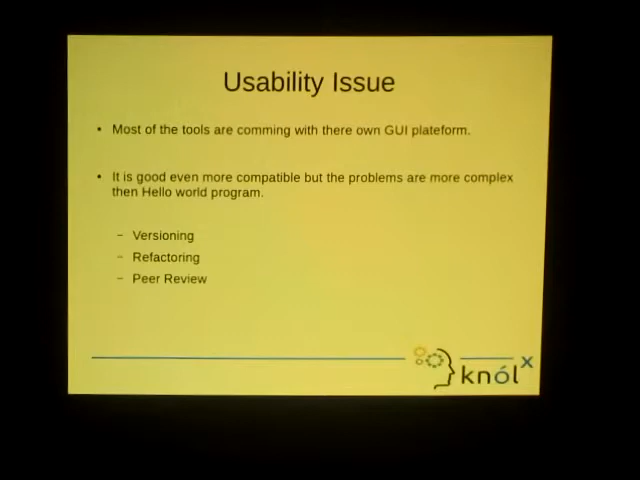 Usability Issue
• Most of the tools are comming with there own GUI plateform.
• It is good even more compatible but the problems are more complex
then Hello world program.
– Versioning
– Refactoring
– Peer Review
knólx